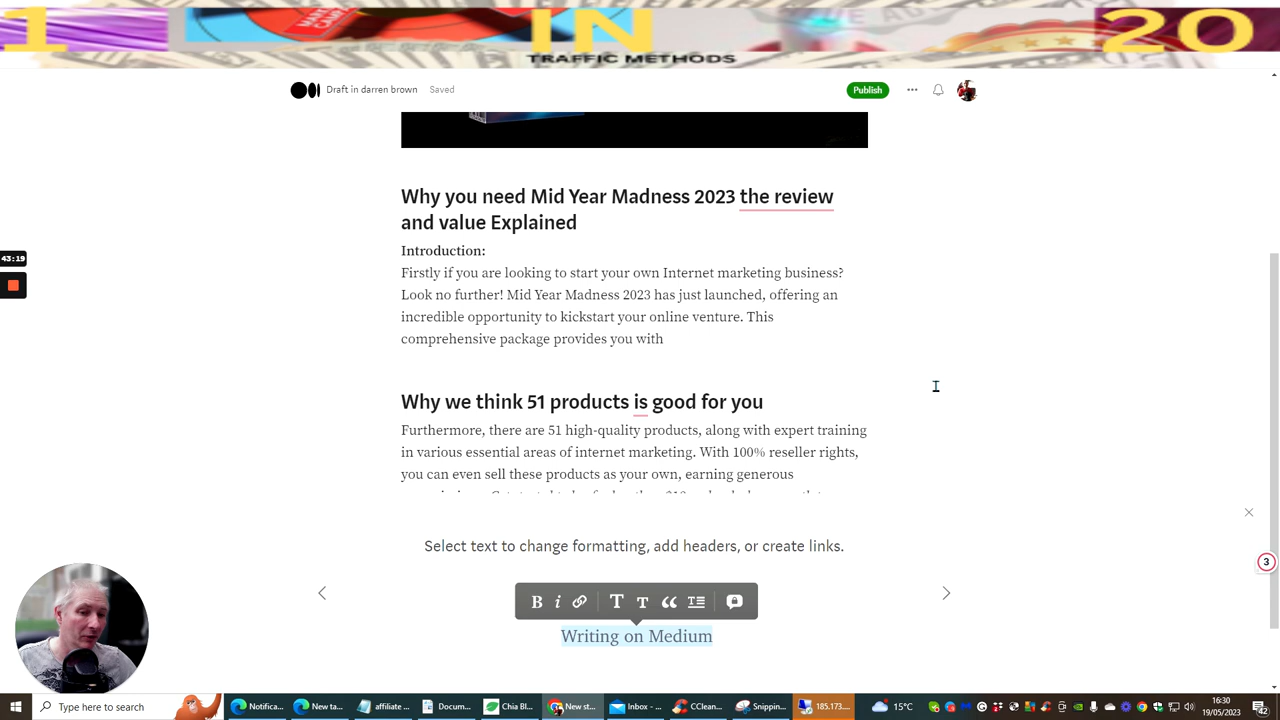 1 IN 20
TRAFFIC METHODS
Draft in darren brown Saved
Publish
Why you need Mid Year Madness 2023 the review
and value Explained
Introduction:
Firstly if you are looking to start your own Internet marketing business?
Look no further! Mid Year Madness 2023 has just launched, offering an
incredible opportunity to kickstart your online venture. This
comprehensive package provides you with
43:19
Why we think 51 products is good for you
Furthermore, there are 51 high-quality products, along with expert training
in various essential areas of internet marketing. With 100% reseller rights,
you can even sell these products as your own, earning generous
Select text to change formatting, add headers, or create links.
3
B i T T
Writing on Medium
Type here to search
Notifica...
New ta...
affiliate ...
Docum...
Chia Bl...
New st...
Inbox - ...
CClean...
Snippin...
185.173....
15°C
16:30
19/05/2023